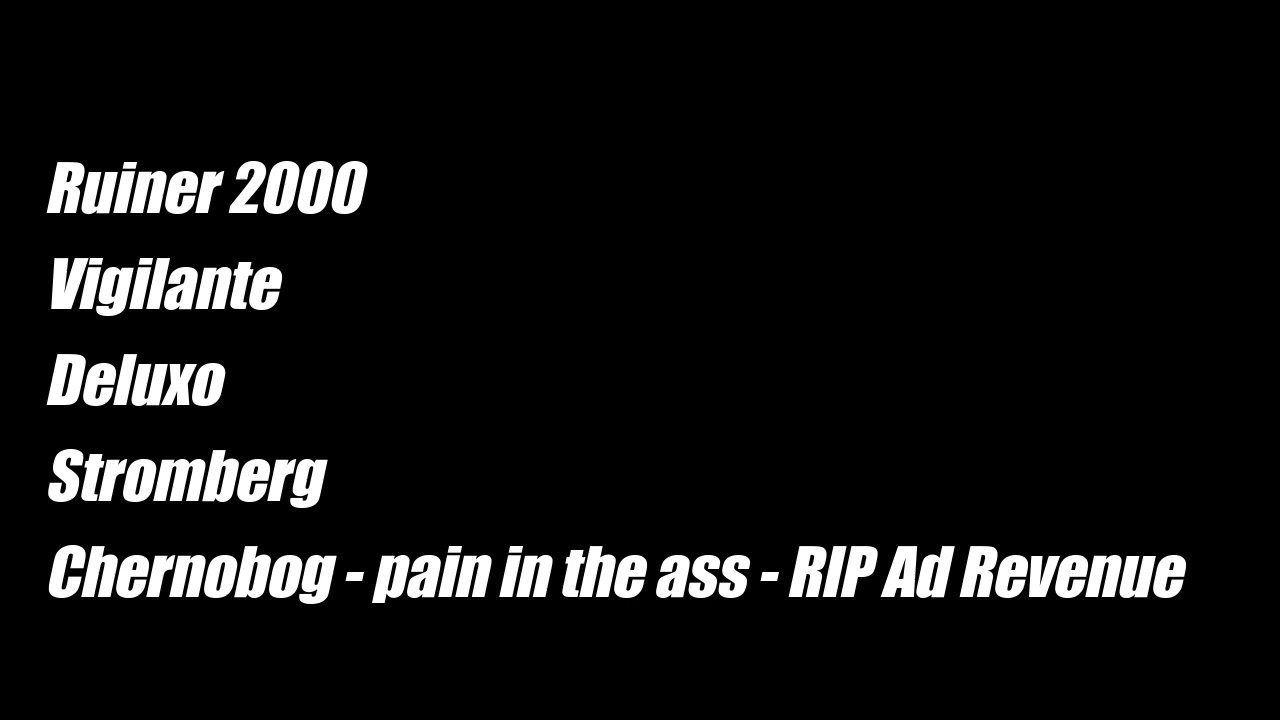 Ruiner 2000
Vigilante
Deluxo
Stromberg
Chernobog - pain in the ass - RIP Ad Revenue